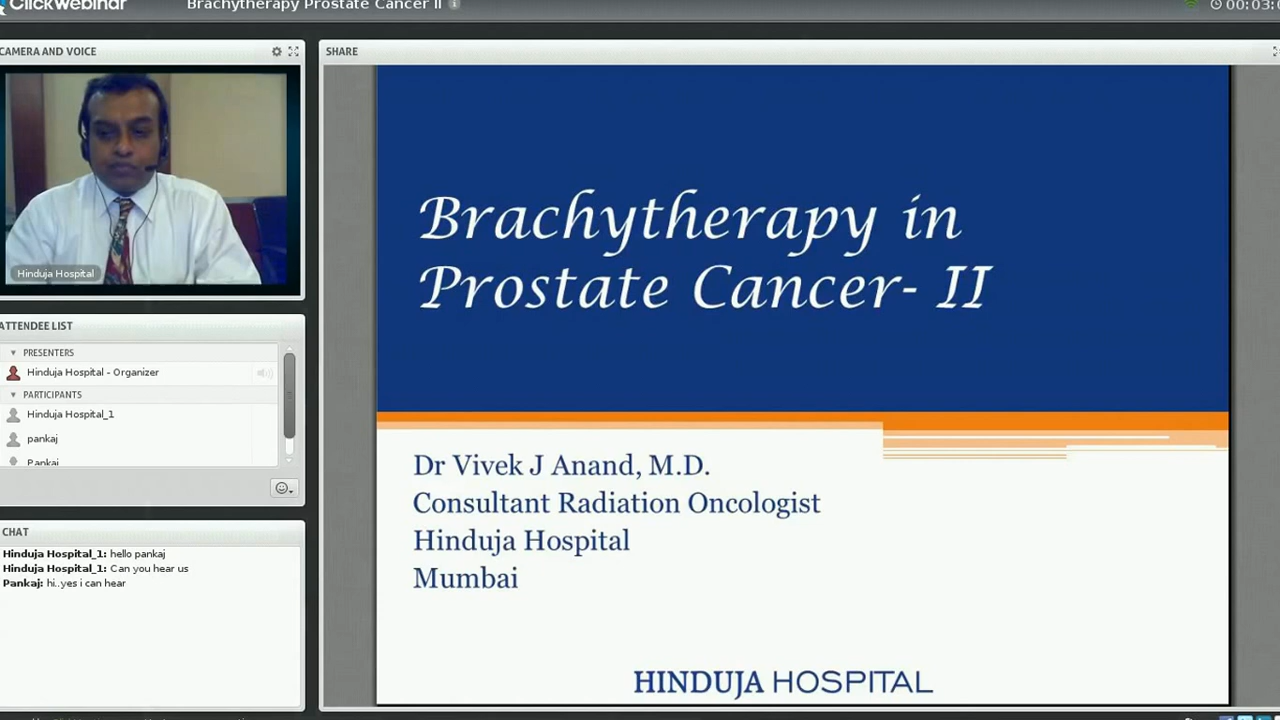 ClickWebinar
Brachytherapy Prostate Cancer II
CAMERA AND VOICE
Hinduja Hospital
ATTENDEE LIST
PRESENTERS
Hinduja Hospital - Organizer
PARTICIPANTS
Hinduja Hospital_1
pankaj
Pankaj
CHAT
Hinduja Hospital_1: hello pankaj
Hinduja Hospital_1: Can you hear us
Pankaj: hi..yes i can hear
SHARE
Brachytherapy in
Prostate Cancer- II
Dr Vivek J Anand, M.D.
Consultant Radiation Oncologist
Hinduja Hospital
Mumbai
HINDUJA HOSPITAL